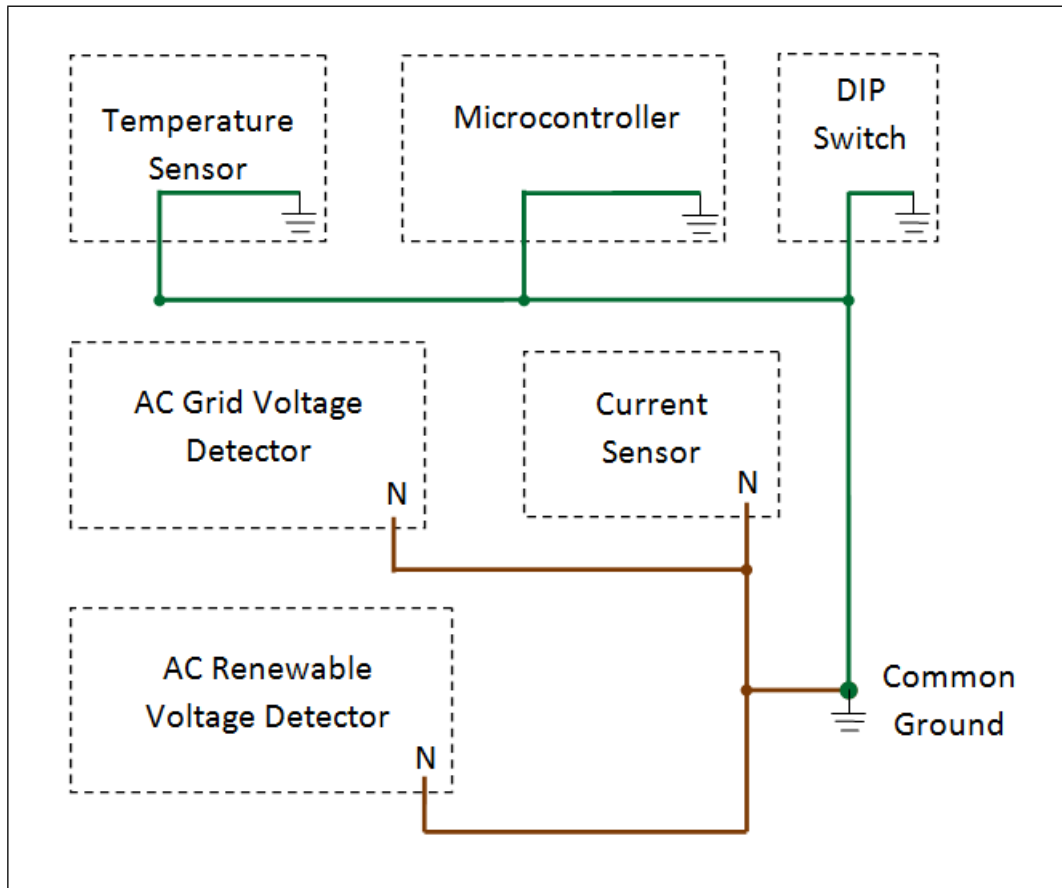 Temperature
Sensor
Microcontroller
DIP
Switch
AC Grid Voltage
Detector
N
Current
Sensor
N
AC Renewable
Voltage Detector
N
Common
Ground